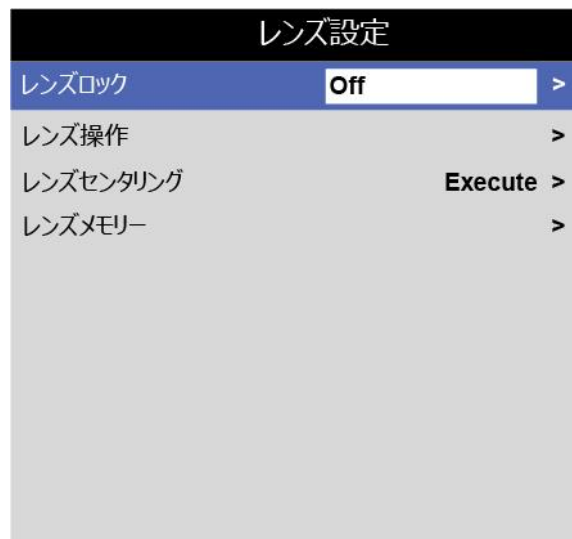 レンズ設定
レンズロック Off >
レンズ操作 >
レンズセンタリング Execute >
レンズメモリー >